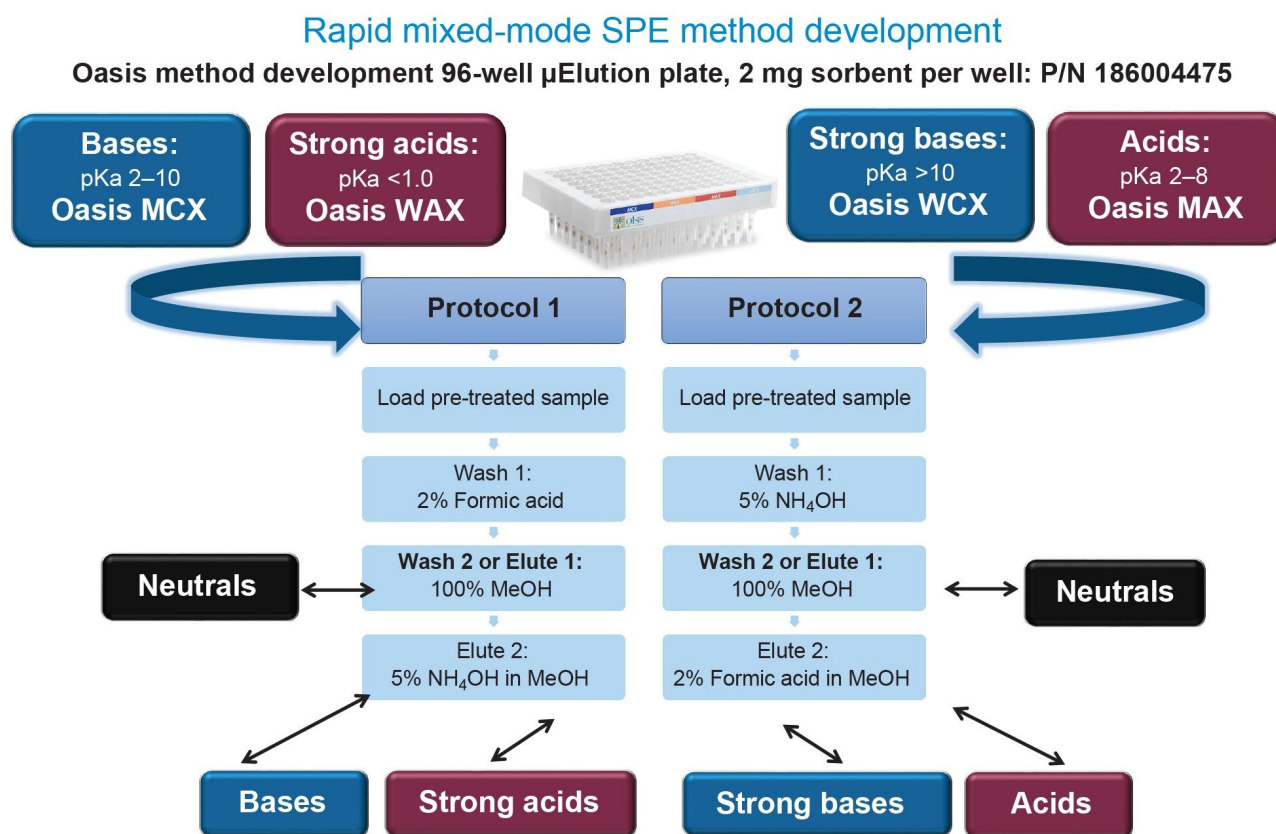 Rapid mixed-mode SPE method development
Oasis method development 96-well µElution plate, 2 mg sorbent per well: P/N 186004475
Bases:
pKa 2–10
Oasis MCX
Strong acids:
pKa <1.0
Oasis WAX
MCX
MAX
Oasis
Strong bases:
pKa >10
Oasis WCX
Acids:
pKa 2–8
Oasis MAX
Protocol 1
Load pre-treated sample
Wash 1:
2% Formic acid
Wash 2 or Elute 1:
100% MeOH
Elute 2:
5% NH₄OH in MeOH
Protocol 2
Load pre-treated sample
Wash 1:
5% NH₄OH
Wash 2 or Elute 1:
100% MeOH
Elute 2:
2% Formic acid in MeOH
Neutrals
Neutrals
Bases
Strong acids
Strong bases
Acids